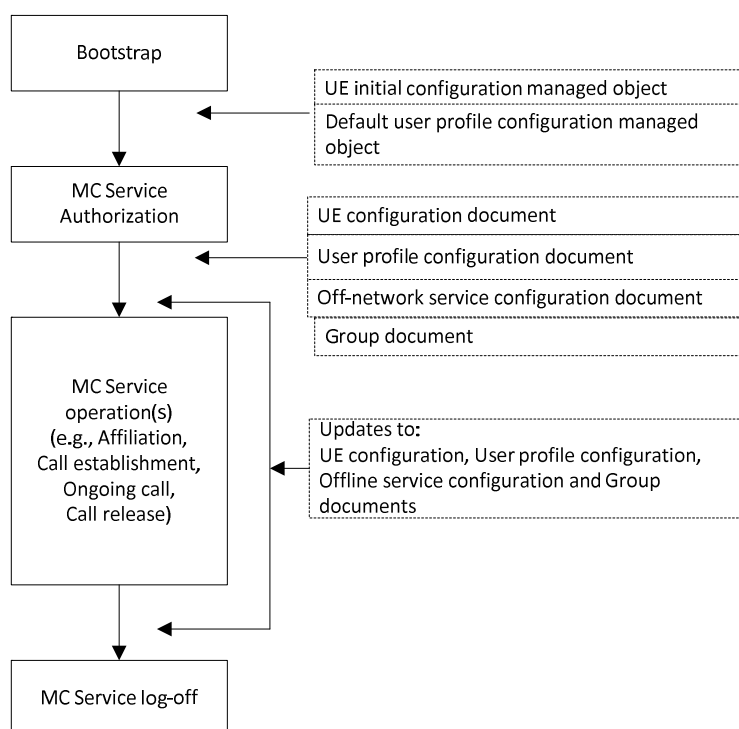 Bootstrap
UE initial configuration managed object
Default user profile configuration managed
object
MC Service
Authorization
UE configuration document
User profile configuration document
Off-network service configuration document
Group document
MC Service
operation(s)
(e.g., Affiliation,
Call establishment,
Ongoing call,
Call release)
Updates to:
UE configuration, User profile configuration,
Offline service configuration and Group
documents
MC Service log-off